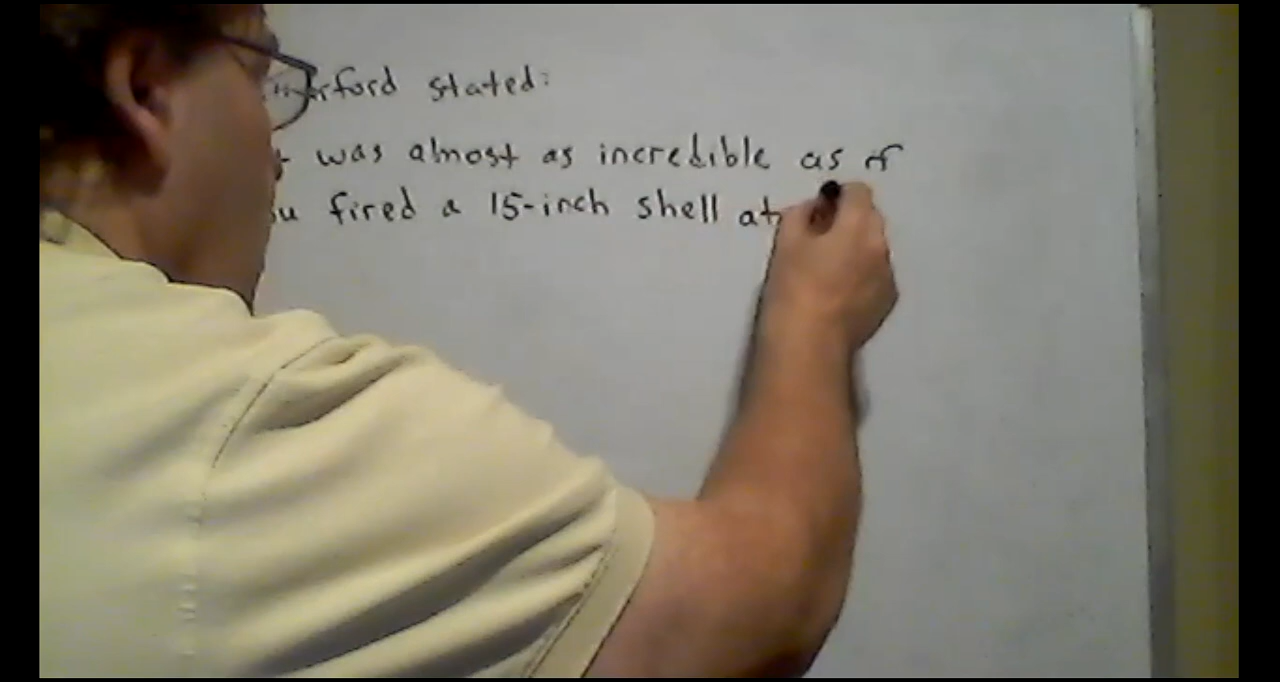 stated:
was almost as incredible as if
fired a 15-inch shell at